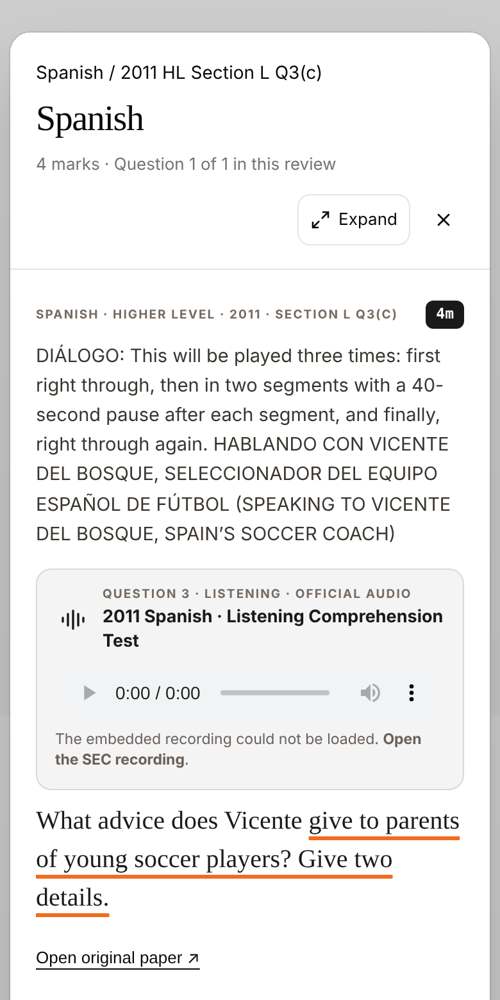 Spanish / 2011 HL Section L Q3(c)
Spanish
4 marks · Question 1 of 1 in this review
Expand
SPANISH · HIGHER LEVEL · 2011 · SECTION L Q3(C)
4m
DIÁLOGO: This will be played three times: first
right through, then in two segments with a 40-
second pause after each segment, and finally,
right through again. HABLANDO CON VICENTE
DEL BOSQUE, SELECCIONADOR DEL EQUIPO
ESPAÑOL DE FÚTBOL (SPEAKING TO VICENTE
DEL BOSQUE, SPAIN’S SOCCER COACH)
QUESTION 3 · LISTENING · OFFICIAL AUDIO
2011 Spanish · Listening Comprehension
Test
0:00 / 0:00
The embedded recording could not be loaded. Open
the SEC recording.
What advice does Vicente give to parents
of young soccer players? Give two
details.
Open original paper ↗